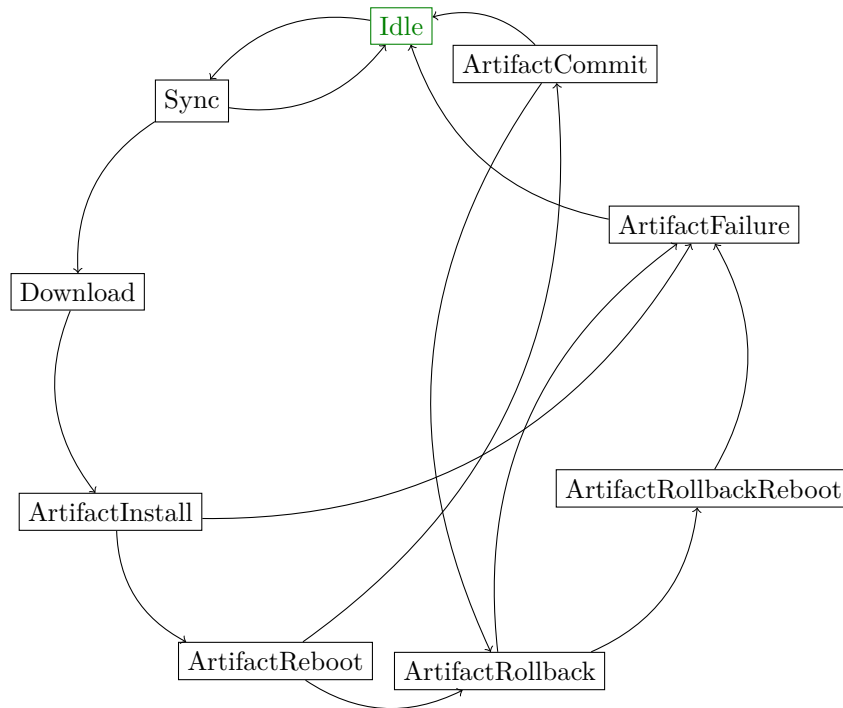 Idle
ArtifactCommit
Sync
ArtifactFailure
Download
ArtifactRollbackReboot
ArtifactInstall
ArtifactReboot
ArtifactRollback